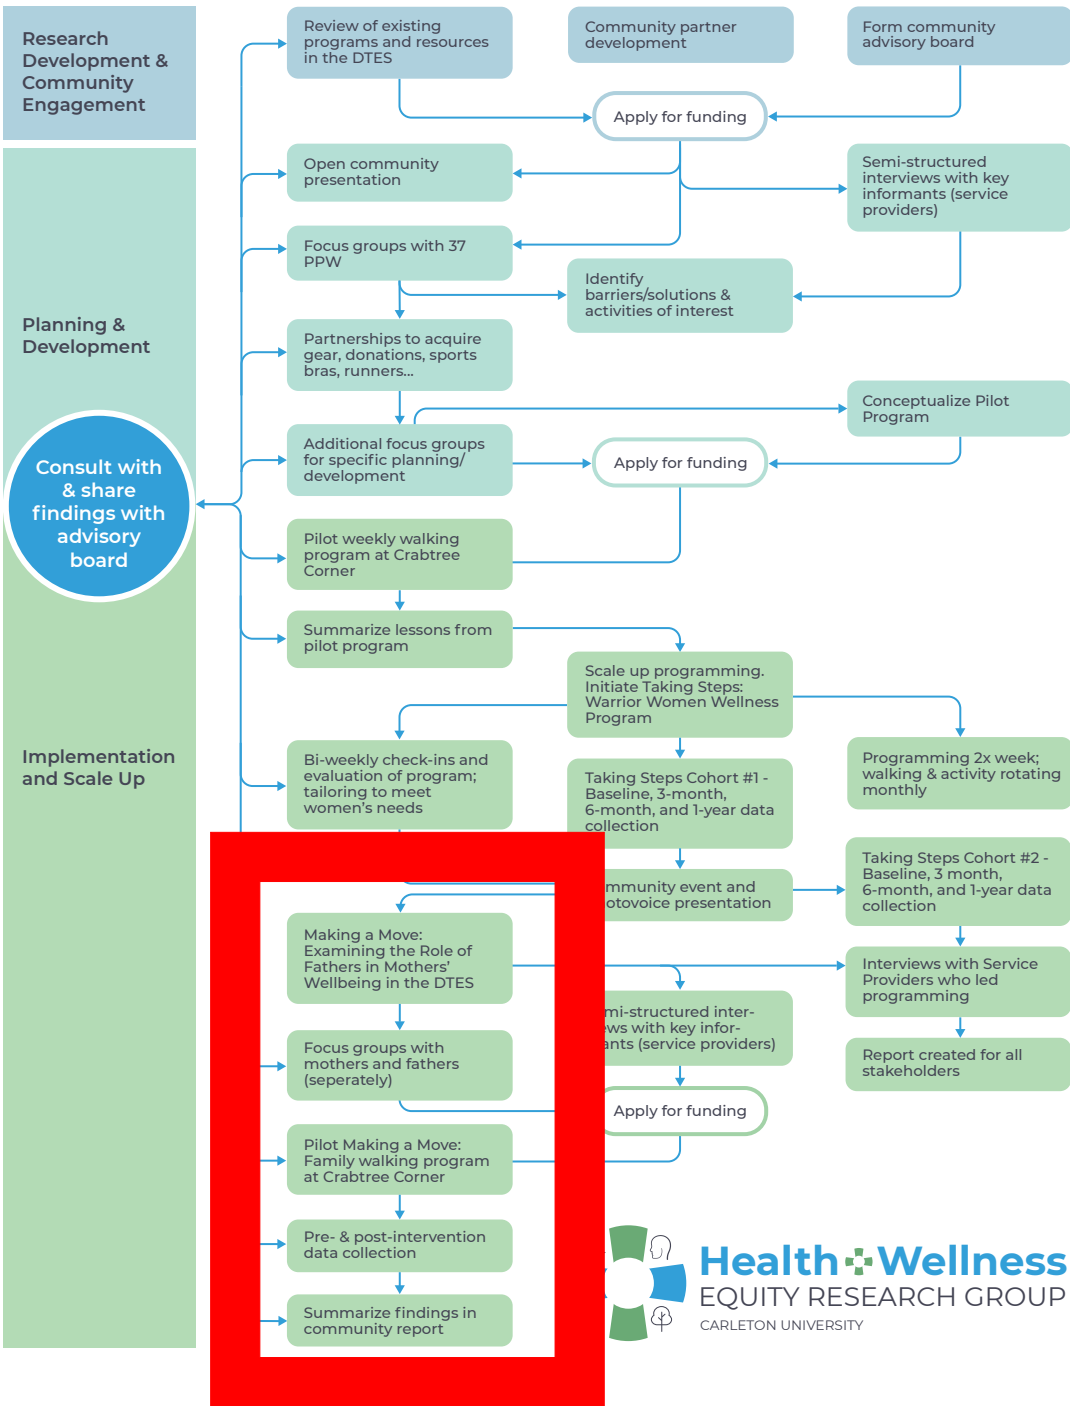 Research
Development &
Community
Engagement
Review of existing
programs and resources
in the DTES
Community partner
development
Form community
advisory board
Apply for funding
Planning &
Development
Open community
presentation
Semi-structured
interviews with key
informants (service
providers)
Focus groups with 37
PPW
Identify
barriers/solutions &
activities of interest
Partnerships to acquire
gear, donations, sports
bras, runners...
Conceptualize Pilot
Program
Additional focus groups
for specific planning/
development
Apply for funding
Consult with
& share
findings with
advisory
board
Pilot weekly walking
program at Crabtree
Corner
Summarize lessons from
pilot program
Implementation
and Scale Up
Scale up programming.
Initiate Taking Steps:
Warrior Women Wellness
Program
Bi-weekly check-ins and
evaluation of program;
tailoring to meet
women's needs
Taking Steps Cohort #1 -
Baseline, 3-month,
6-month, and 1-year data
collection
Programming 2x week;
walking & activity rotating
monthly
event and
presentation
Taking Steps Cohort #2 -
Baseline, 3 month,
6-month, and 1-year data
collection
Making a Move:
Examining the Role of
Fathers in Mothers'
Wellbeing in the DTES
Interviews with Service
Providers who led
programming
inter-
with key infor-
(service providers)
Report created for all
stakeholders
Focus groups with
mothers and fathers
(seperately)
Apply for funding
Pilot Making a Move:
Family walking program
at Crabtree Corner
Pre- & post-intervention
data collection
Summarize findings in
community report
Health Wellness
EQUITY RESEARCH GROUP
CARLETON UNIVERSITY